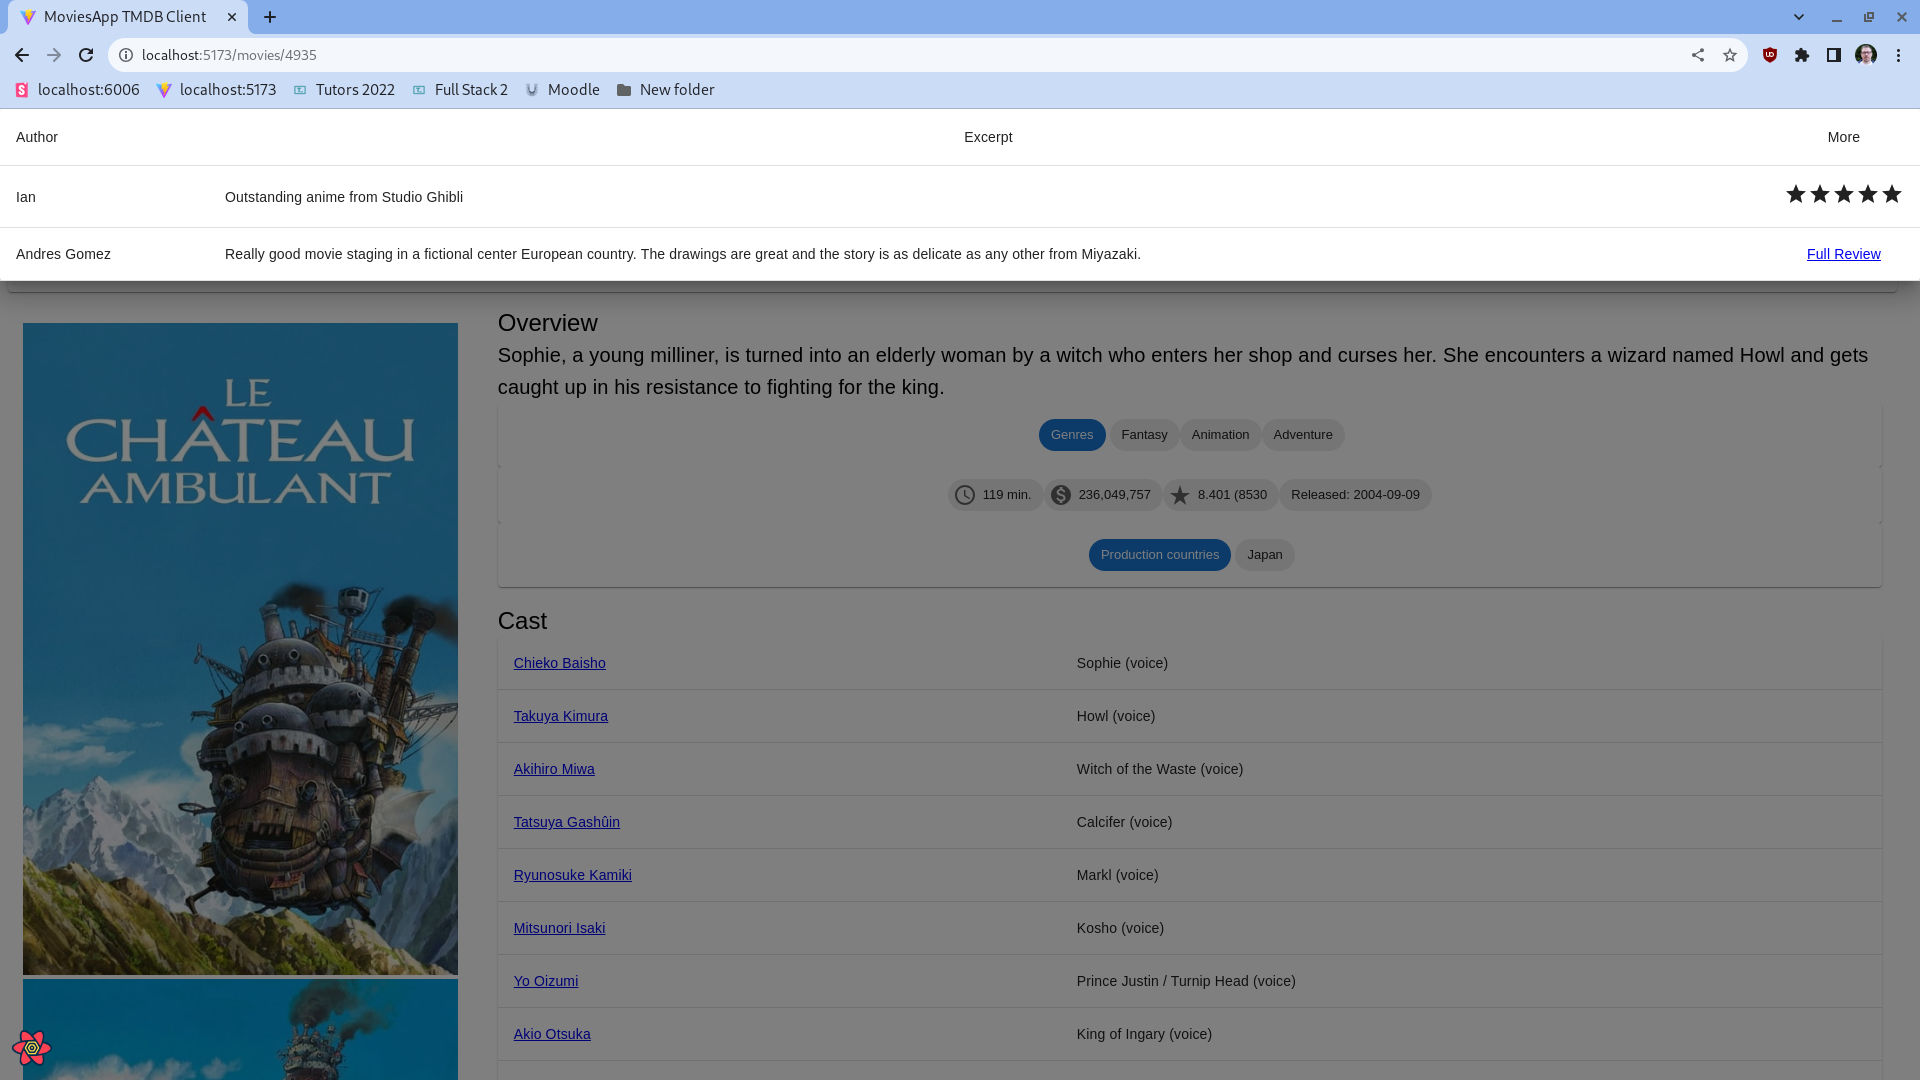 MoviesApp TMDB Client
localhost:5173/movies/4935
localhost:6006 localhost:5173 Tutors 2022 Full Stack 2 Moodle New folder
Author Excerpt More
Ian Outstanding anime from Studio Ghibli
Andres Gomez Really good movie staging in a fictional center European country. The drawings are great and the story is as delicate as any other from Miyazaki. Full Review
LE
CHÂTEAU
AMBULANT
Overview
Sophie, a young milliner, is turned into an elderly woman by a witch who enters her shop and curses her. She encounters a wizard named Howl and gets
caught up in his resistance to fighting for the king.
Genres Fantasy Animation Adventure
119 min. 236,049,757 8.401 (8530 Released: 2004-09-09
Production countries Japan
Cast
Chieko Baisho Sophie (voice)
Takuya Kimura Howl (voice)
Akihiro Miwa Witch of the Waste (voice)
Tatsuya Gashûin Calcifer (voice)
Ryunosuke Kamiki Markl (voice)
Mitsunori Isaki Kosho (voice)
Yo Oizumi Prince Justin / Turnip Head (voice)
Akio Otsuka King of Ingary (voice)